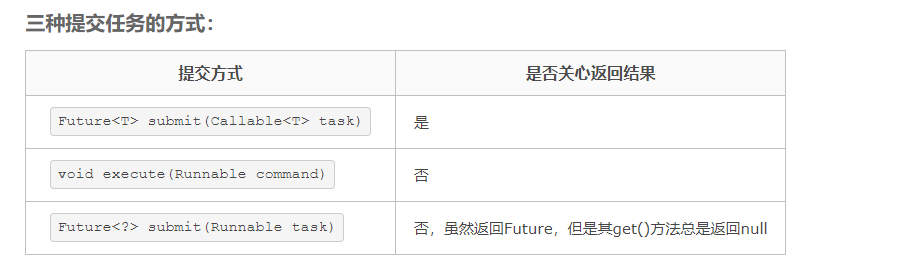 三种提交任务的方式：
提交方式 是否关心返回结果
Future<T> submit(Callable<T> task) 是
void execute(Runnable command) 否
Future<?> submit(Runnable task) 否，虽然返回Future，但是其get()方法总是返回null